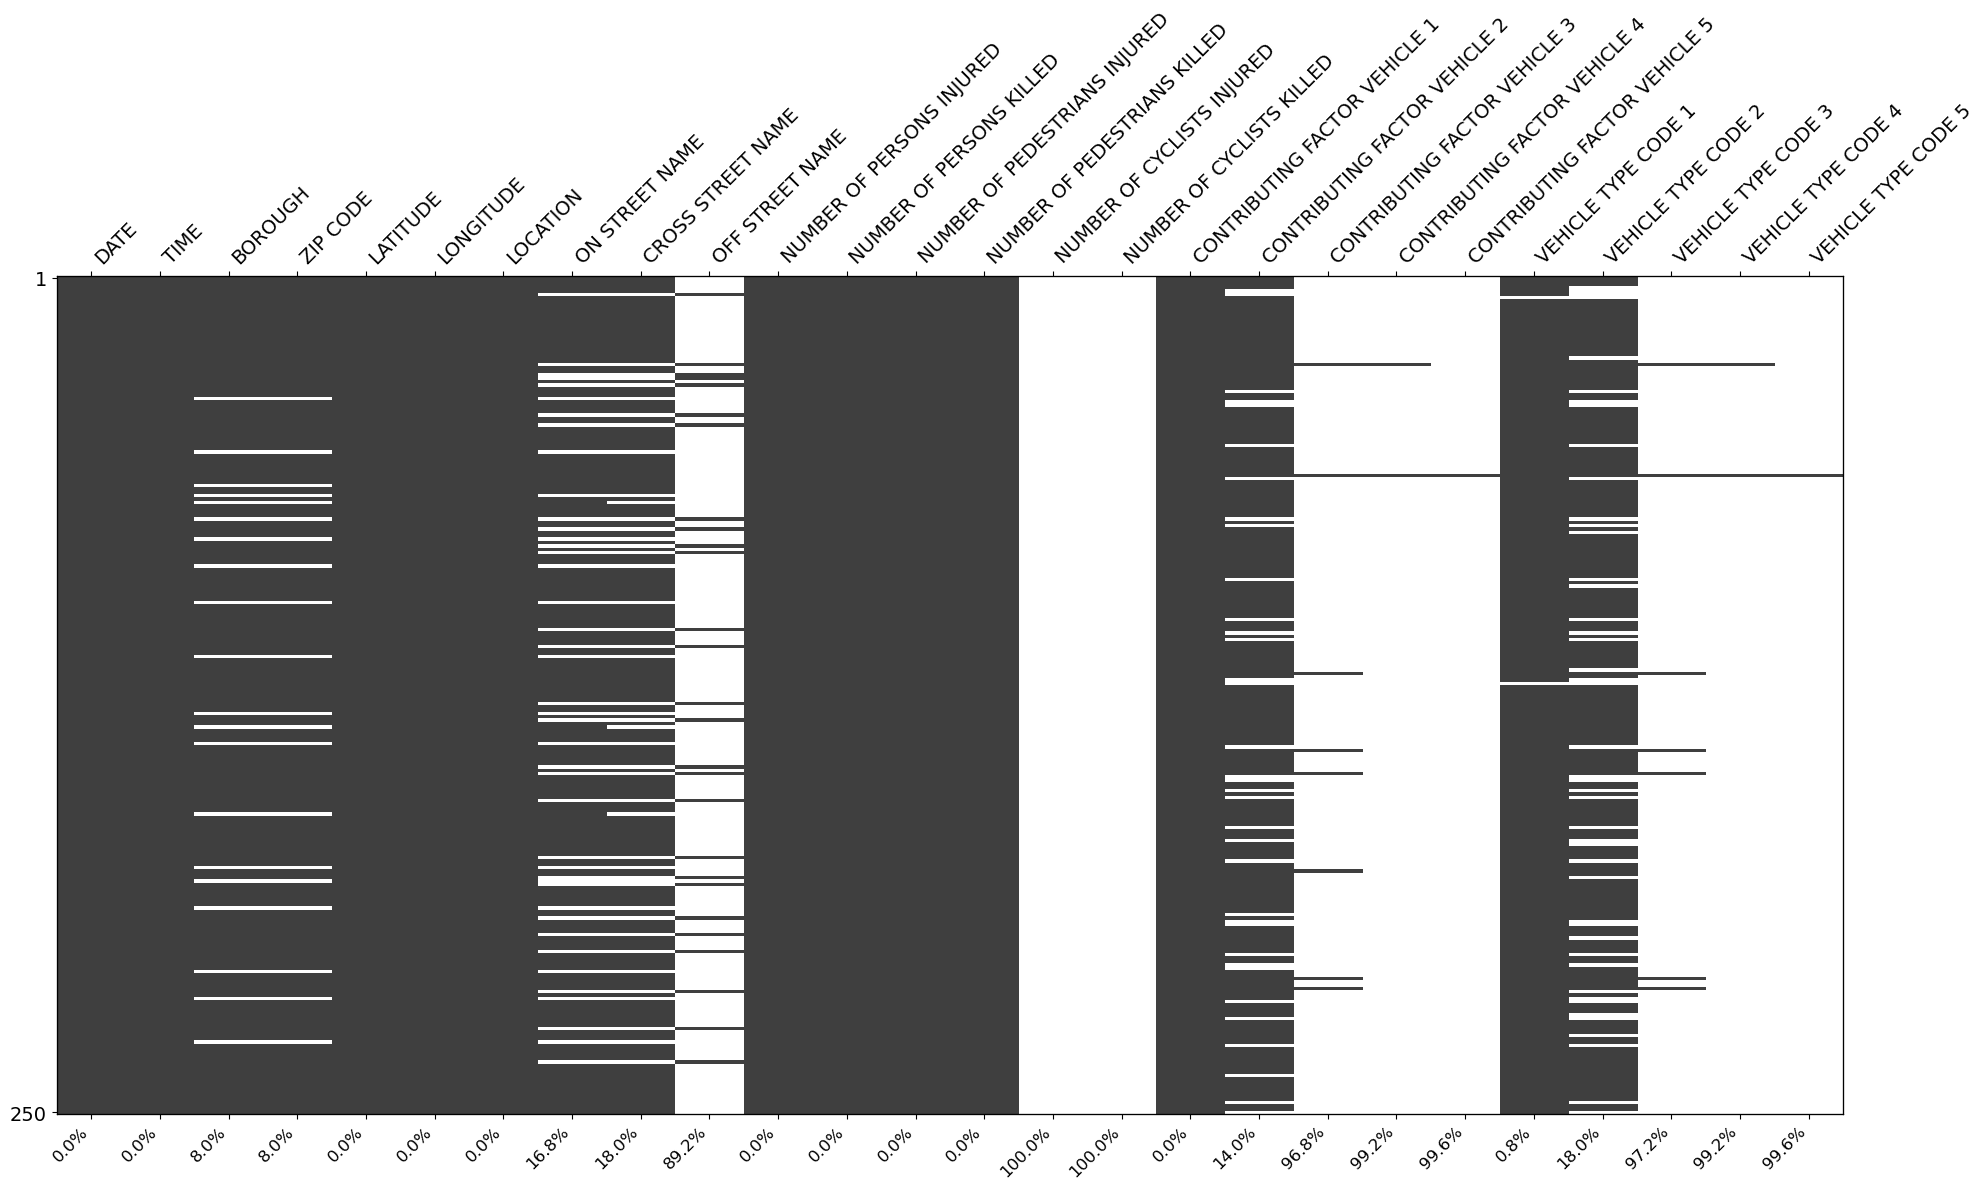 DATE
TIME
BOROUGH
ZIP CODE
LATITUDE
LONGITUDE
LOCATION
ON STREET NAME
CROSS STREET NAME
OFF STREET NAME
NUMBER OF PERSONS INJURED
NUMBER OF PERSONS KILLED
NUMBER OF PEDESTRIANS INJURED
NUMBER OF PEDESTRIANS KILLED
NUMBER OF CYCLISTS INJURED
NUMBER OF CYCLISTS KILLED
CONTRIBUTING FACTOR VEHICLE 1
CONTRIBUTING FACTOR VEHICLE 2
CONTRIBUTING FACTOR VEHICLE 3
CONTRIBUTING FACTOR VEHICLE 4
CONTRIBUTING FACTOR VEHICLE 5
VEHICLE TYPE CODE 1
VEHICLE TYPE CODE 2
VEHICLE TYPE CODE 3
VEHICLE TYPE CODE 4
VEHICLE TYPE CODE 5
1
250
0.0%
0.0%
8.0%
8.0%
0.0%
0.0%
0.0%
16.8%
18.0%
89.2%
0.0%
0.0%
0.0%
0.0%
100.0%
100.0%
0.0%
14.0%
96.8%
99.2%
99.6%
0.8%
18.0%
97.2%
99.2%
99.6%